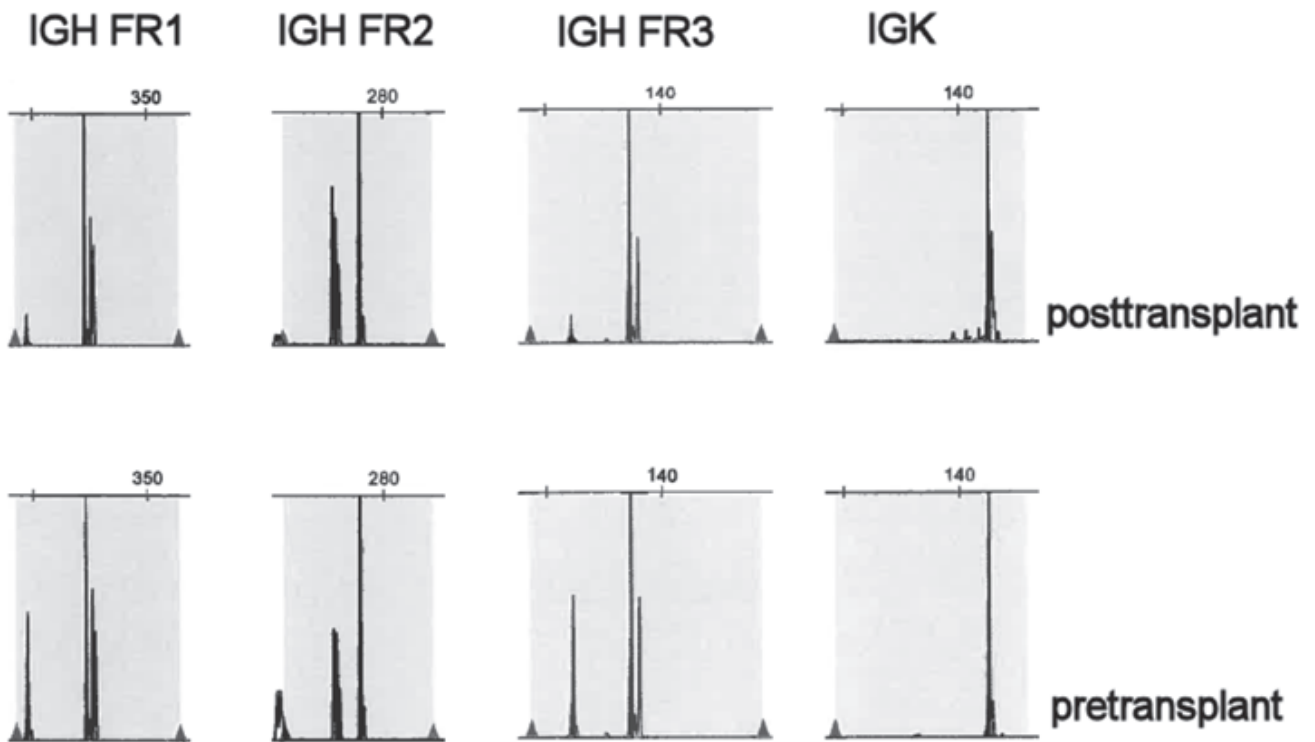 IGH FR1 IGH FR2 IGH FR3 IGK
350 280 140 140
posttransplant
350 280 140 140
pretransplant